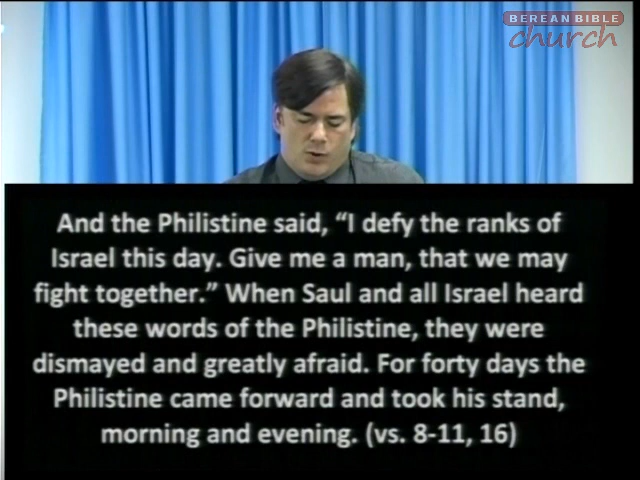 BEREAN BIBLE
church
And the Philistine said, “I defy the ranks of
Israel this day. Give me a man, that we may
fight together.” When Saul and all Israel heard
these words of the Philistine, they were
dismayed and greatly afraid. For forty days the
Philistine came forward and took his stand,
morning and evening. (vs. 8-11, 16)